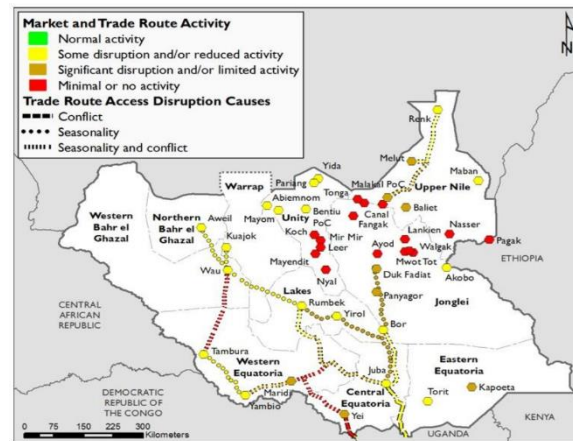 Market and Trade Route Activity
Normal activity
Some disruption and/or reduced activity
Significant disruption and/or limited activity
Minimal or no activity
Trade Route Access Disruption Causes
Conflict
Seasonality
Seasonality and conflict
N
Renk
Melut
Maban
Yida
Pariang
Tonga
Malakal PoC
Upper Nile
Warrap
Abiemnom
Canal
Baliet
Western
Bahr el
Ghazal
Northern
Bahr el
Ghazal
Aweil
Mayom
Unity
Bentiu
PoC
Fangak
Lankien
Nasser
Pagak
Kuajok
Koch
Mir Mir
Leer
Ayod
Walgak
Mwot Tot
ETHIOPIA
Wau
Mayendit
Nyal
Duk Fadiat
Akobo
Lakes
Rumbek
Panyagor
Jonglei
CENTRAL
AFRICAN
REPUBLIC
Yirol
Bor
Tambura
Western
Equatoria
Juba
Eastern
Equatoria
Maridi
Central
Equatoria
Torit
Kapoeta
DEMOCRATIC
REPUBLIC OF
THE CONGO
Yambio
Yei
UGANDA
KENYA
0 75 150 225 300
Kilometers